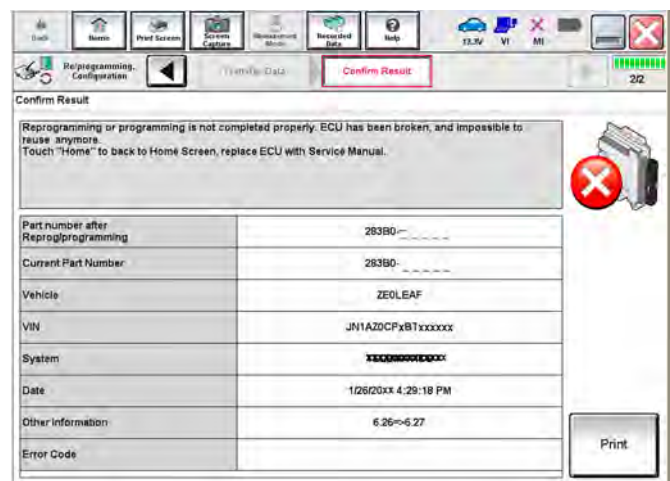 Back
Home
Print Screen
Screen Capture
Measurement Mode
Recorded Data
Help
13.3V
VI
MI
Re/programming, Configuration
Transfer Data
Confirm Result
2/2
Confirm Result
Reprogramming or programming is not completed properly. ECU has been broken, and impossible to
reuse anymore.
Touch "Home" to back to Home Screen, replace ECU with Service Manual.
Part number after Reprog/programming
283B0-_ _ _ _ _
Current Part Number
283B0-_ _ _ _ _
Vehicle
ZE0LEAF
VIN
JN1AZ0CPxBTxxxxxx
System
Date
1/26/20xx 4:29:18 PM
Other Information
6.26=>6.27
Error Code
Print